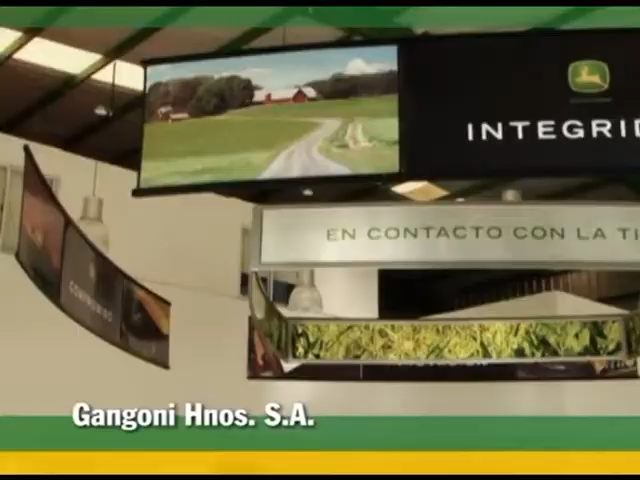 INTEGRID
EN CONTACTO CON LA TI
Gangoni Hnos. S.A.